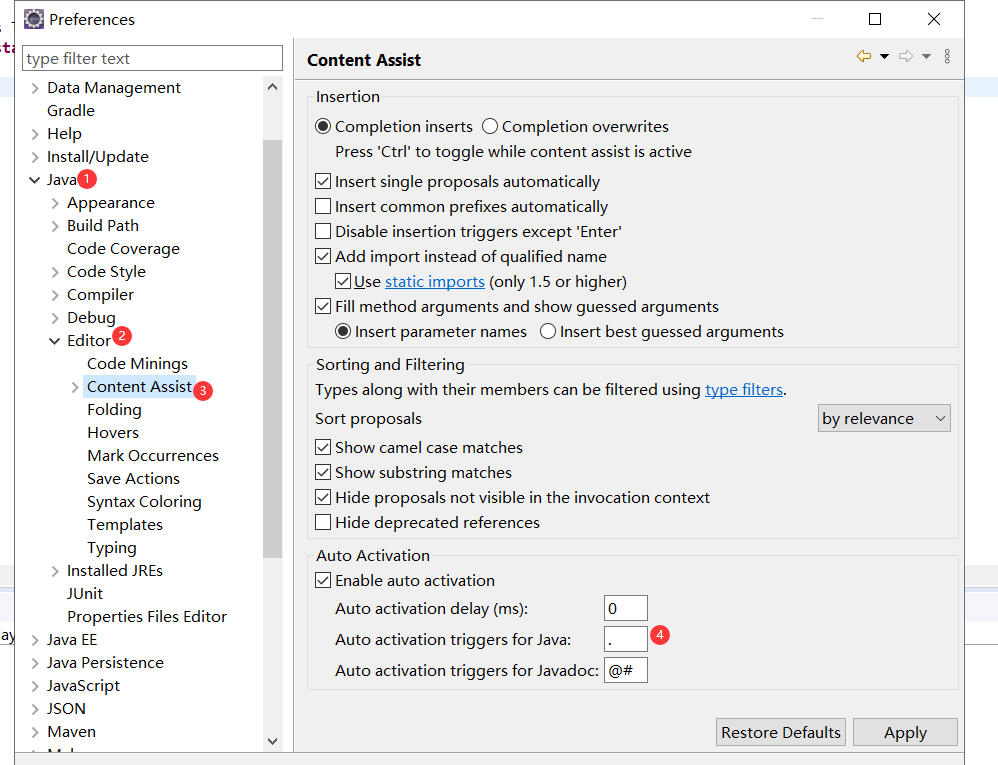 Preferences
type filter text
Data Management
Gradle
Help
Install/Update
Java 1
Appearance
Build Path
Code Coverage
Code Style
Compiler
Debug
Editor 2
Code Minings
Content Assist 3
Folding
Hovers
Mark Occurrences
Save Actions
Syntax Coloring
Templates
Typing
Installed JREs
JUnit
Properties Files Editor
Java EE
Java Persistence
JavaScript
JSON
Maven
Content Assist
Insertion
Completion inserts Completion overwrites
Press 'Ctrl' to toggle while content assist is active
Insert single proposals automatically
Insert common prefixes automatically
Disable insertion triggers except 'Enter'
Add import instead of qualified name
Use static imports (only 1.5 or higher)
Fill method arguments and show guessed arguments
Insert parameter names Insert best guessed arguments
Sorting and Filtering
Types along with their members can be filtered using type filters.
Sort proposals by relevance
Show camel case matches
Show substring matches
Hide proposals not visible in the invocation context
Hide deprecated references
Auto Activation
Enable auto activation
Auto activation delay (ms): 0
Auto activation triggers for Java: . 4
Auto activation triggers for Javadoc: @#
Restore Defaults Apply